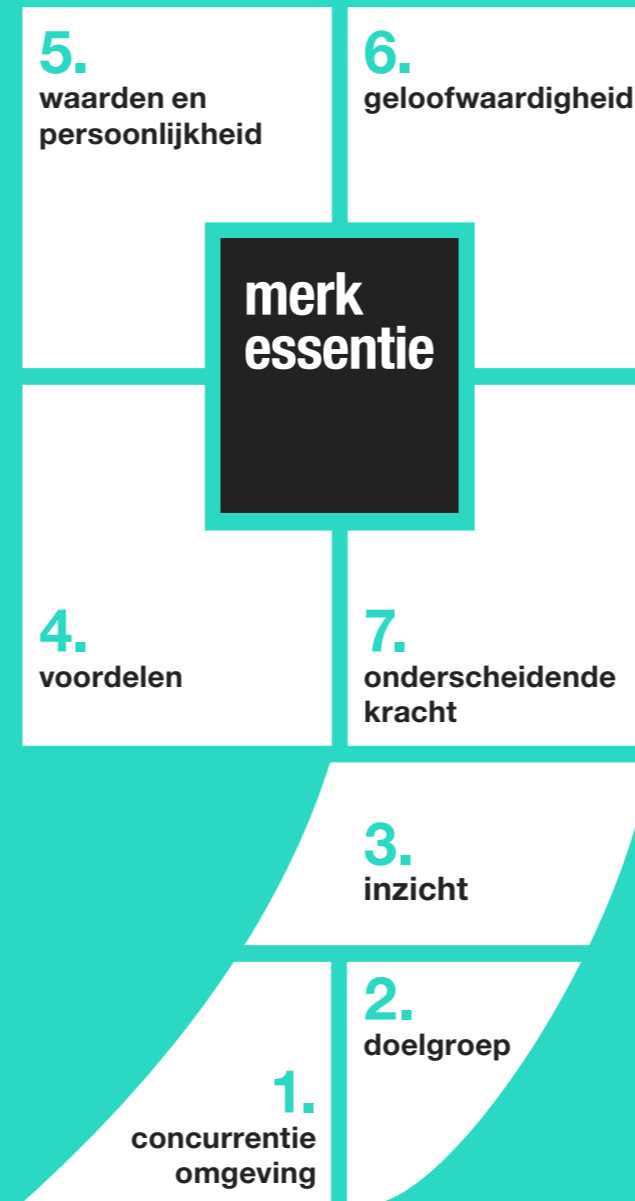 5.
waarden en
persoonlijkheid
6.
geloofwaardigheid
merk
essentie
4.
voordelen
7.
onderscheidende
kracht
3.
inzicht
2.
doelgroep
1.
concurrentie
omgeving